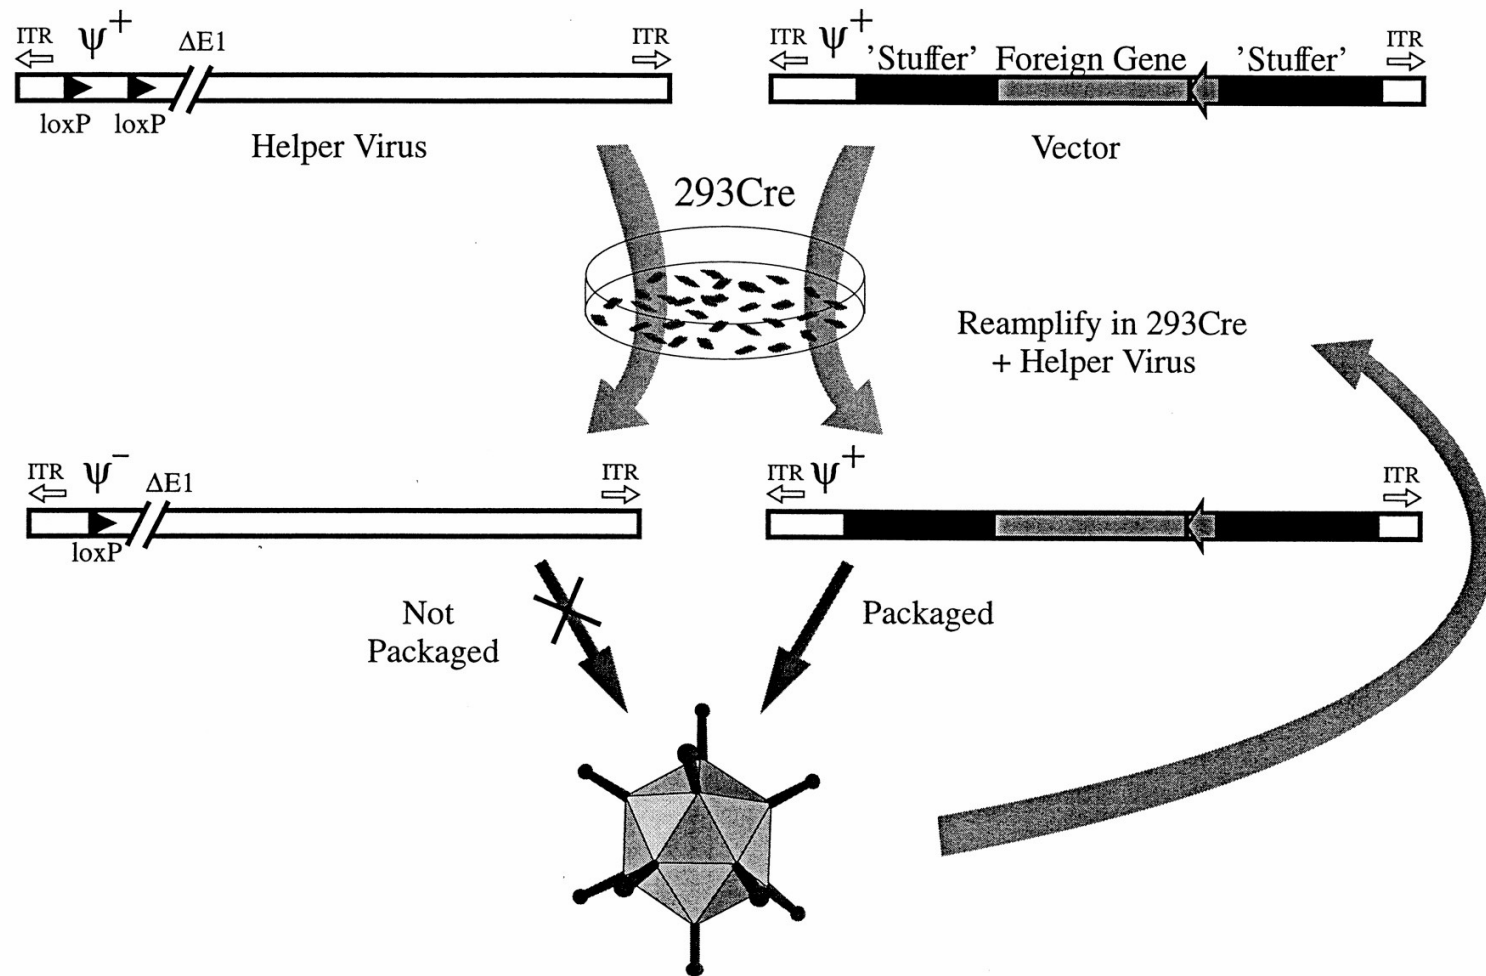 ITR ψ+ ΔE1 ITR
loxP loxP
Helper Virus
ITR ψ+ ITR
'Stuffer' Foreign Gene 'Stuffer'
Vector
293Cre
Reamplify in 293Cre
+ Helper Virus
ITR ψ- ΔE1 ITR
loxP
ITR ψ+ ITR
Not
Packaged
Packaged